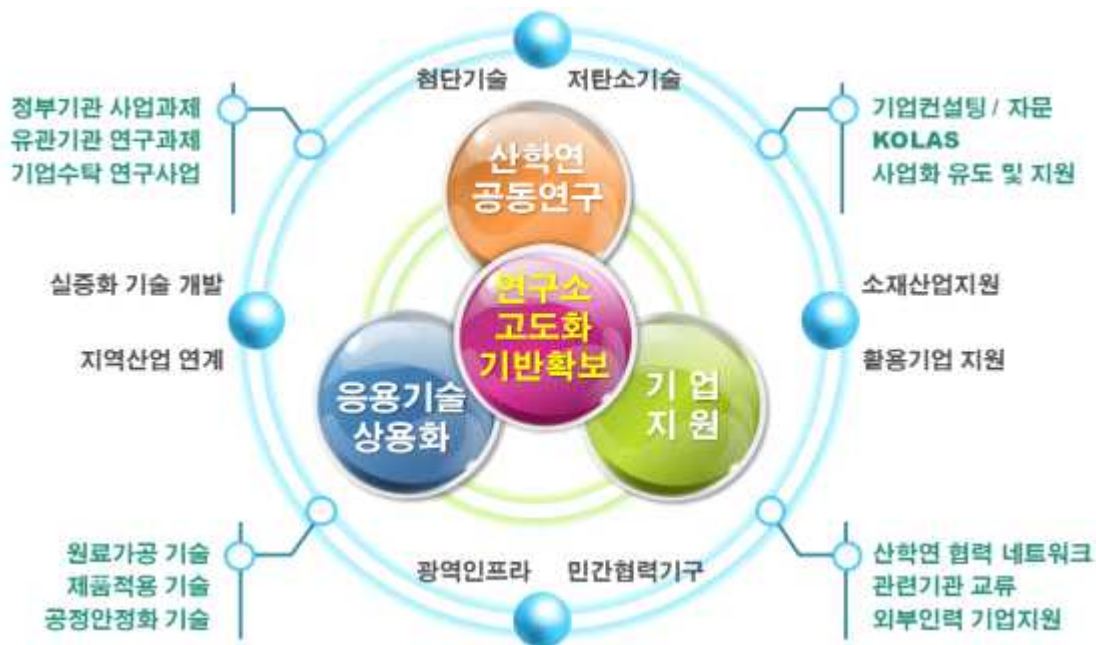 첨단기술 저탄소기술
정부기관 사업과제
유관기관 연구과제
기업수탁 연구사업
기업컨설팅 / 자문
KOLAS
사업화 유도 및 지원
산학연
공동연구
실증화 기술 개발
지역산업 연계
연구소
고도화
기반확보
소재산업지원
활용기업 지원
응용기술
상용화
기 업
지 원
원료가공 기술
제품적용 기술
공정안정화 기술
광역인프라 민간협력기구
산학연 협력 네트워크
관련기관 교류
외부인력 기업지원